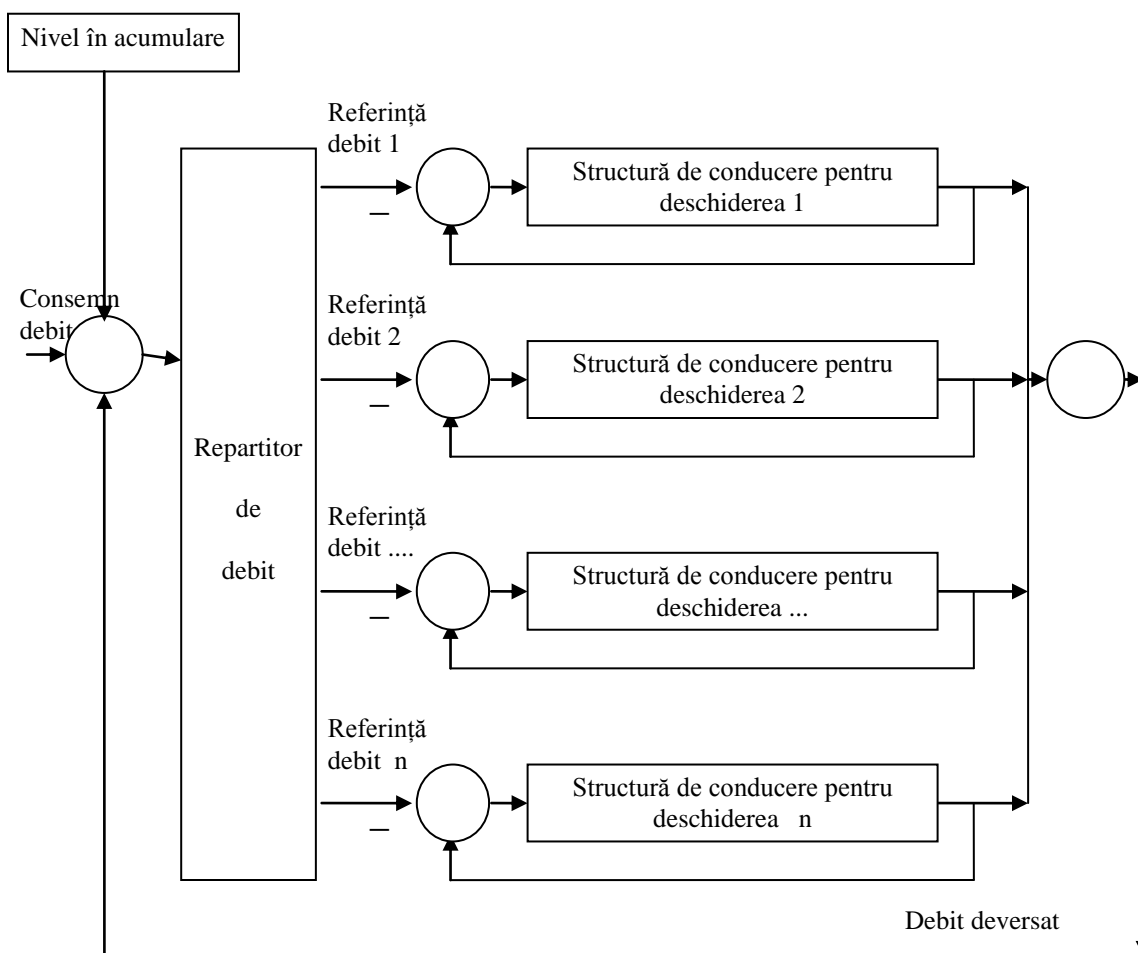 Nivel în acumulare
Referință
debit 1
Structură de conducere pentru
deschiderea 1
_
Consemn
debit
Referință
debit 2
Structură de conducere pentru
deschiderea 2
_
Repartitor
de
debit
Referință
debit ....
Structură de conducere pentru
deschiderea ...
_
Referință
debit n
Structură de conducere pentru
deschiderea n
_
Debit deversat